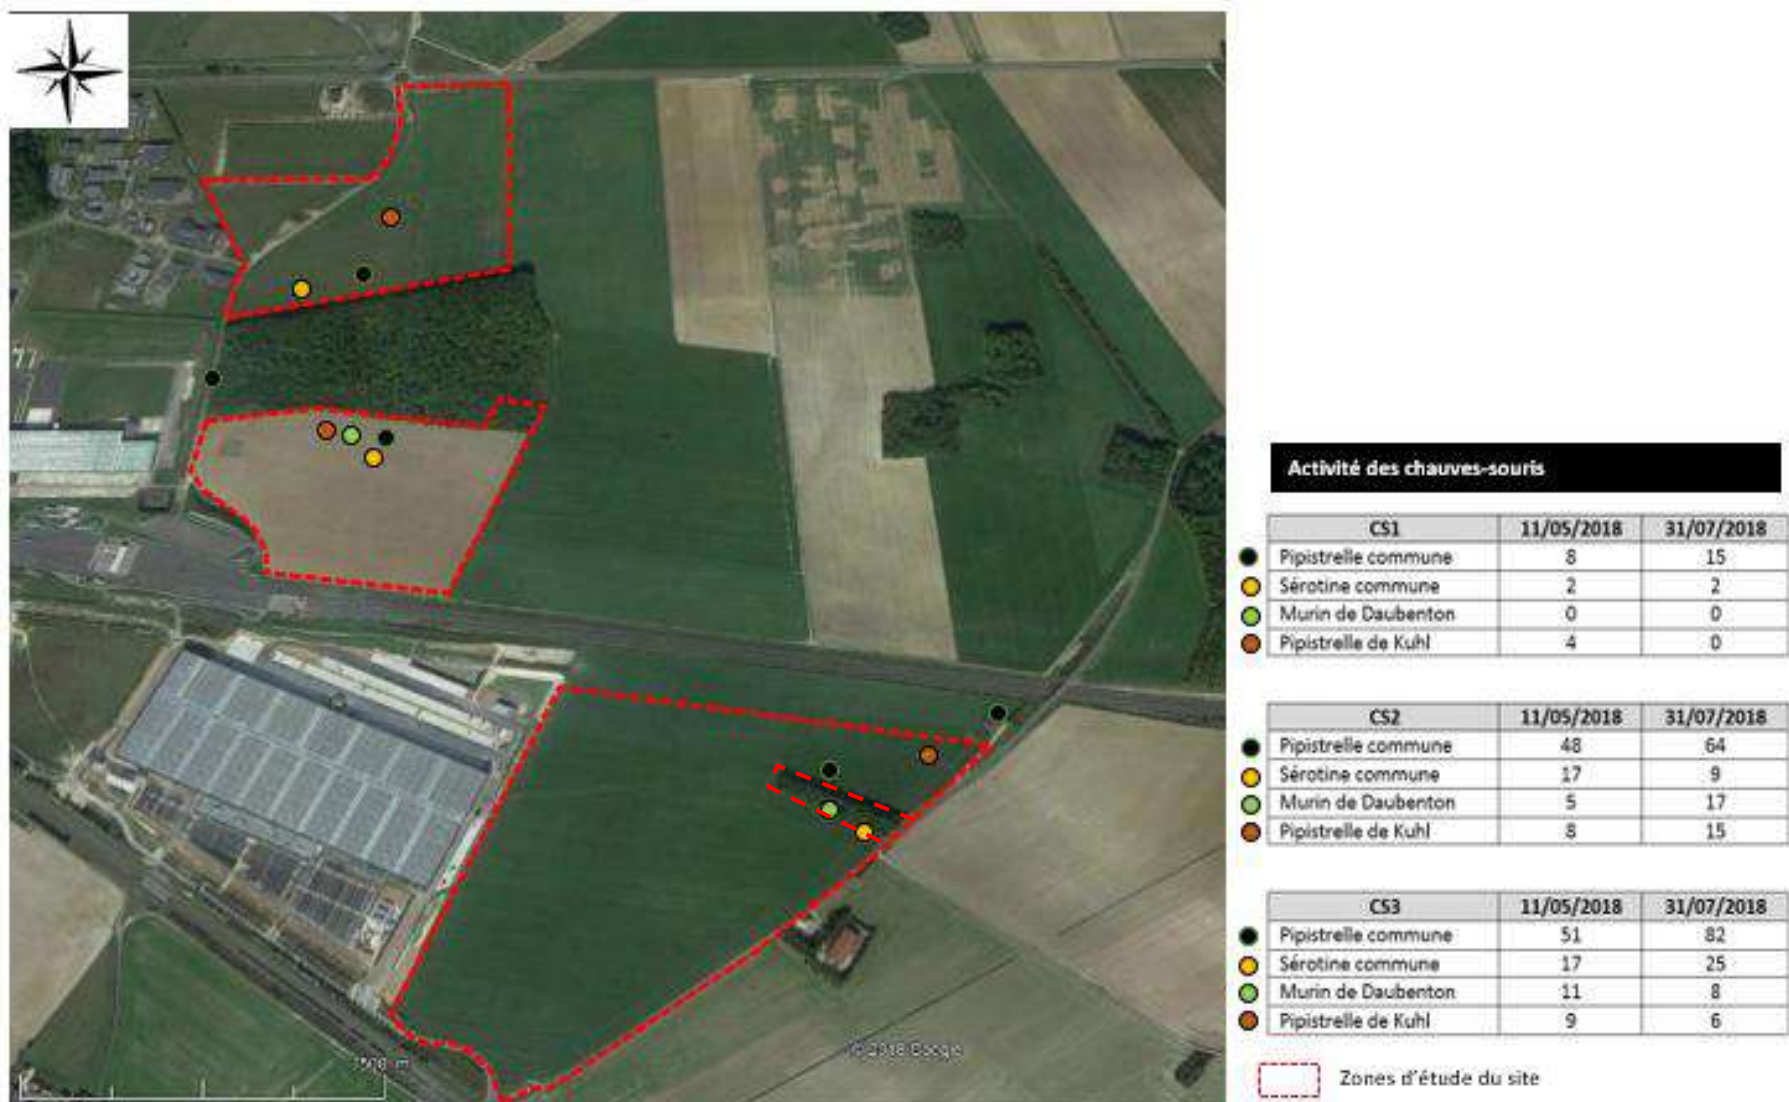 Activité des chauves-souris
CS1 11/05/2018 31/07/2018
Pipistrelle commune 8 15
Sérotine commune 2 2
Murin de Daubenton 0 0
Pipistrelle de Kuhl 4 0
CS2 11/05/2018 31/07/2018
Pipistrelle commune 48 64
Sérotine commune 17 9
Murin de Daubenton 5 17
Pipistrelle de Kuhl 8 15
CS3 11/05/2018 31/07/2018
Pipistrelle commune 51 82
Sérotine commune 17 25
Murin de Daubenton 11 8
Pipistrelle de Kuhl 9 6
© 2018 Google
500 m
Zones d'étude du site